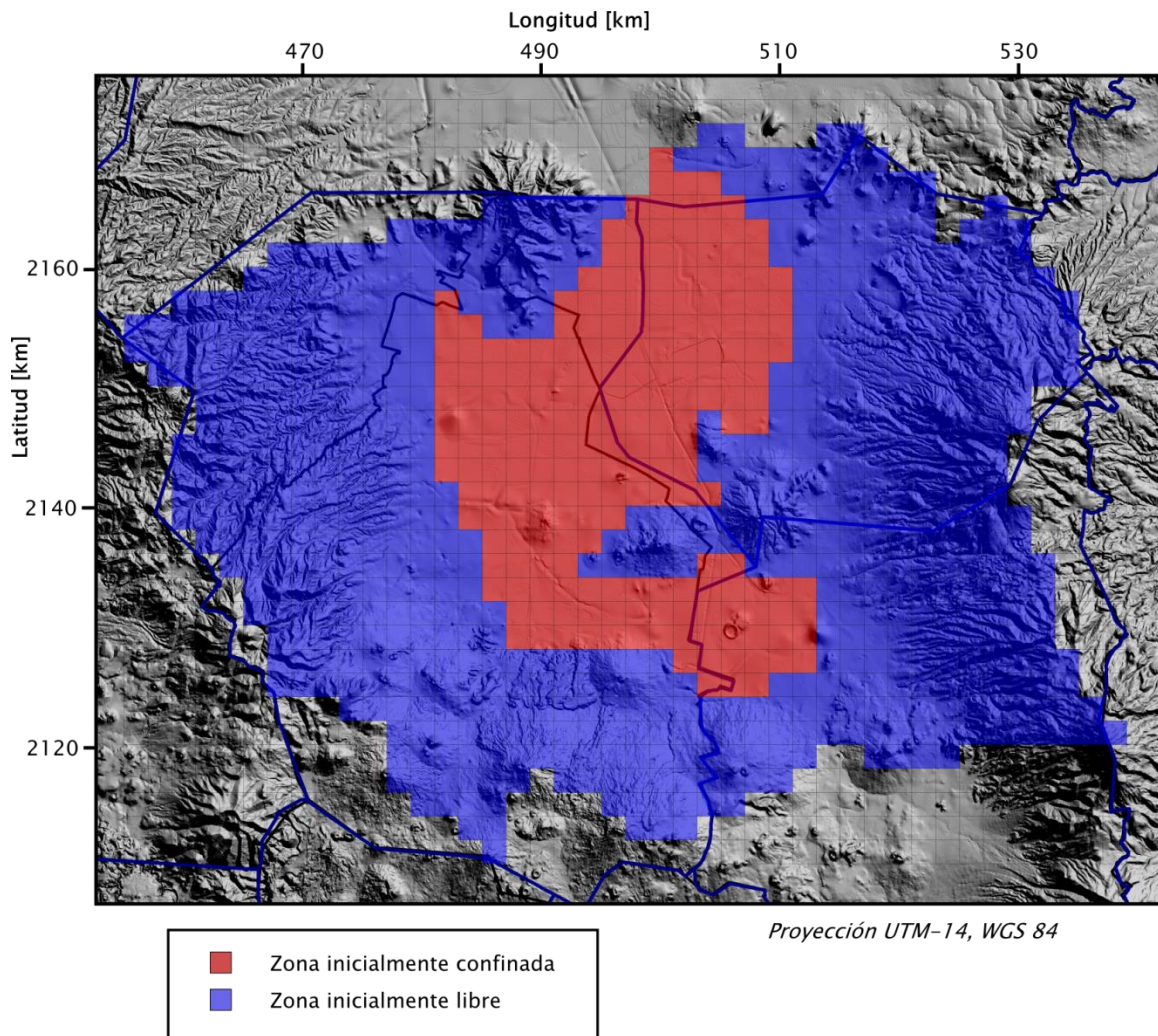 Longitud [km]
470 490 510 530
Latitud [km]
2160
2140
2120
Proyección UTM-14, WGS 84
Zona inicialmente confinada
Zona inicialmente libre